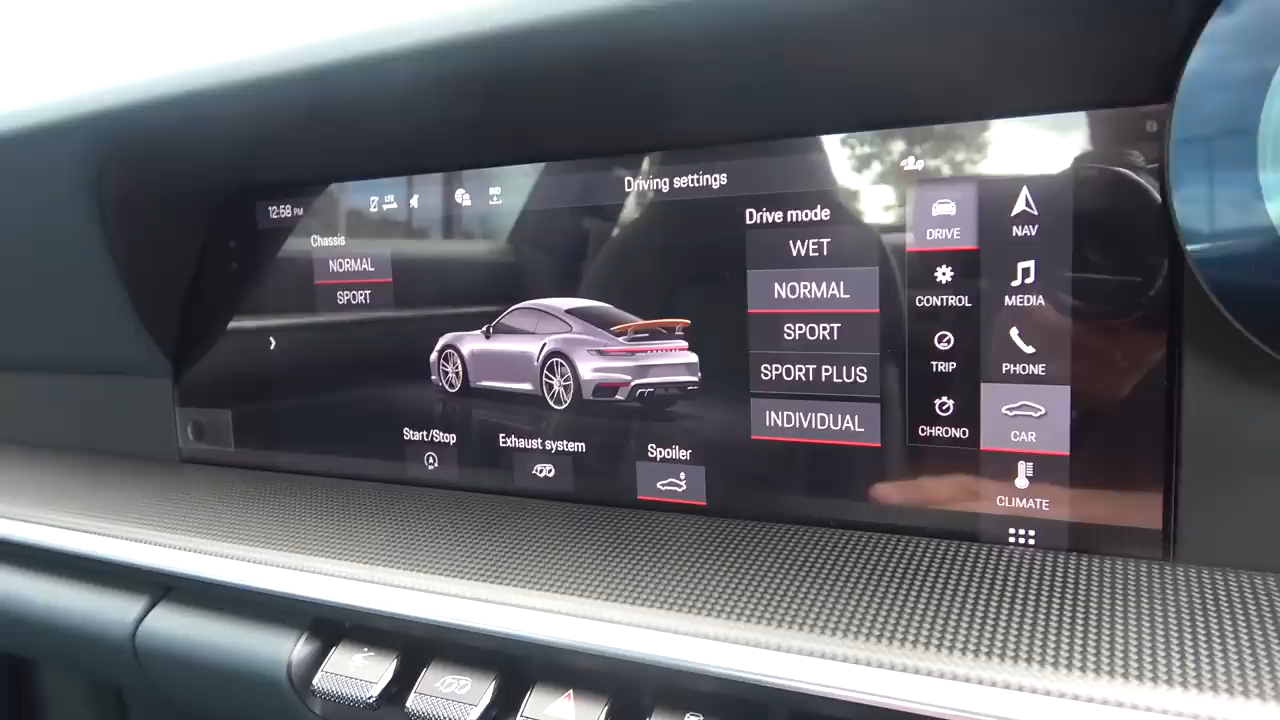 Driving settings
12:58 PM
LTE
Chassis
NORMAL
SPORT
Drive mode
WET
NORMAL
SPORT
SPORT PLUS
INDIVIDUAL
Start/Stop
Exhaust system
Spoiler
DRIVE
CONTROL
TRIP
CHRONO
NAV
MEDIA
PHONE
CAR
CLIMATE